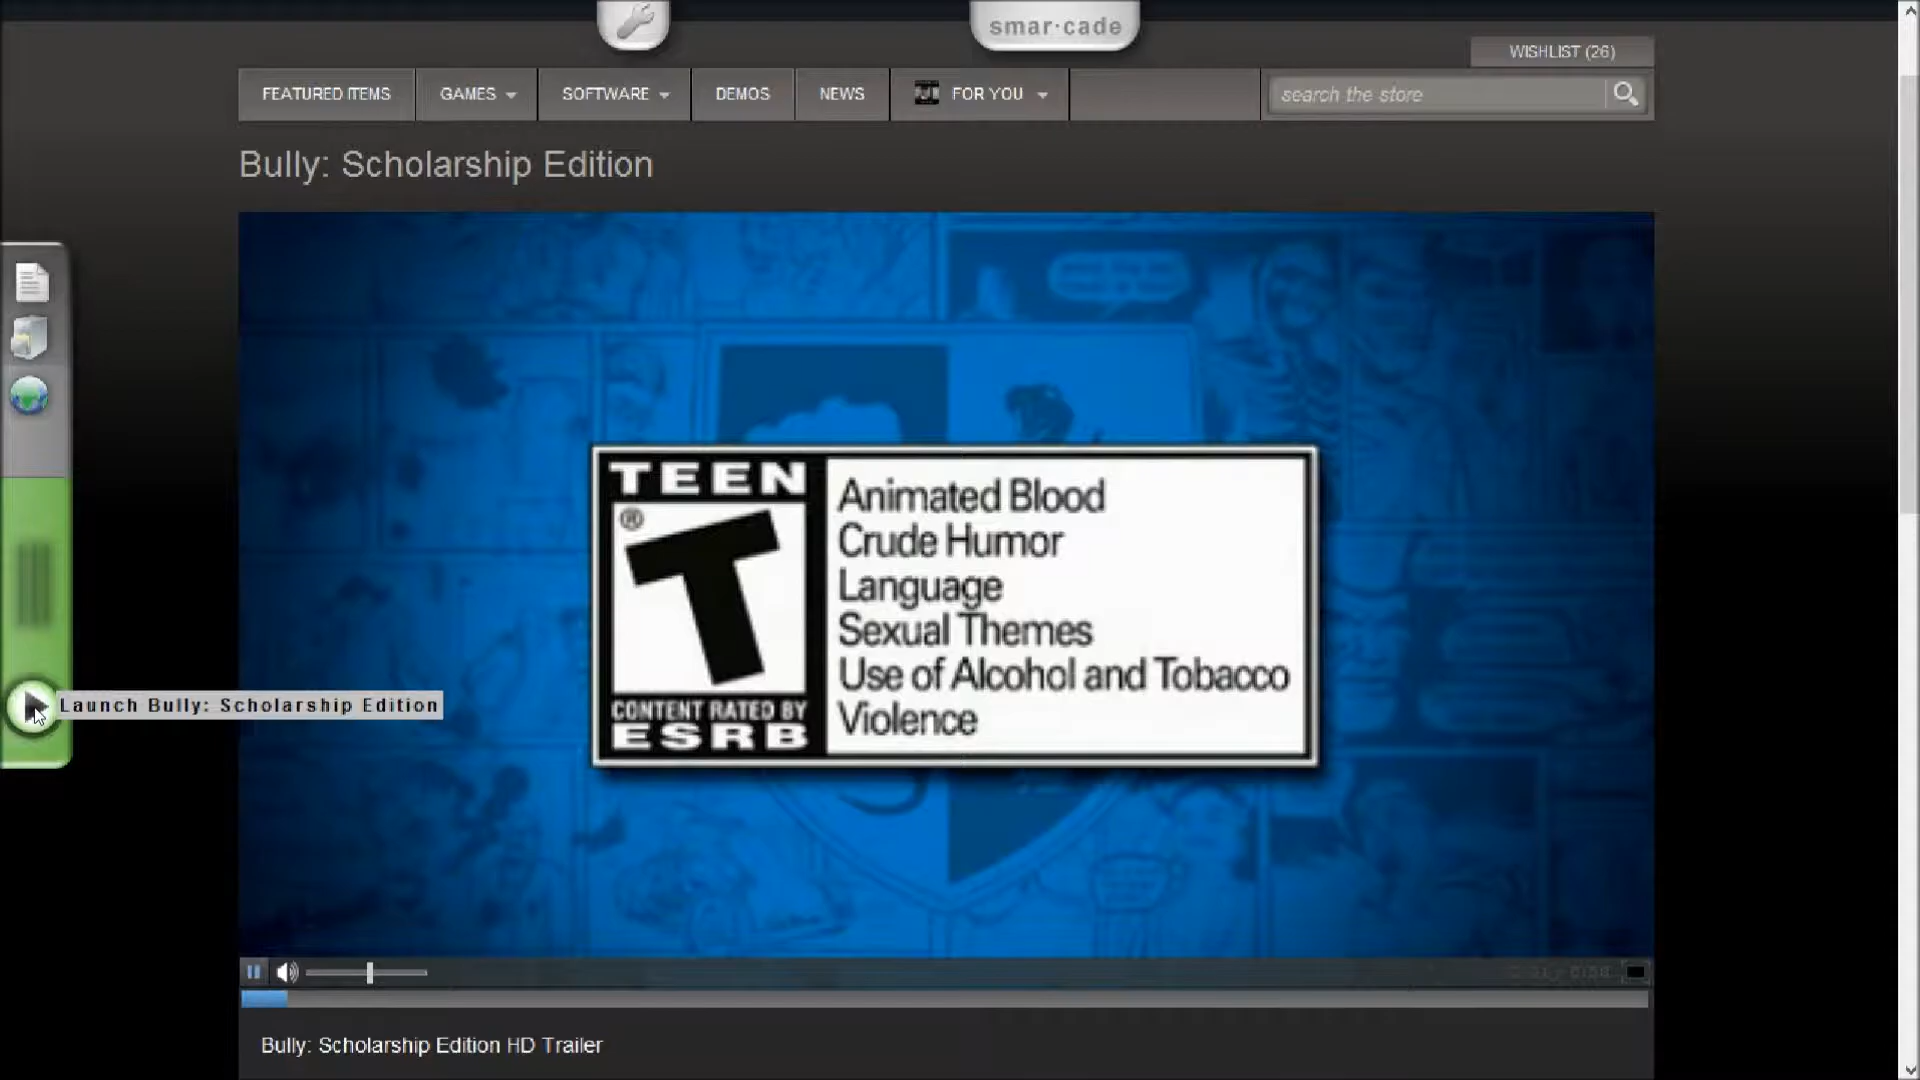 smar·cade
WISHLIST (26)
FEATURED ITEMS
GAMES
SOFTWARE
DEMOS
NEWS
FOR YOU
search the store
Bully: Scholarship Edition
TEEN
®
T
CONTENT RATED BY
ESRB
Animated Blood
Crude Humor
Language
Sexual Themes
Use of Alcohol and Tobacco
Violence
Launch Bully: Scholarship Edition
Bully: Scholarship Edition HD Trailer